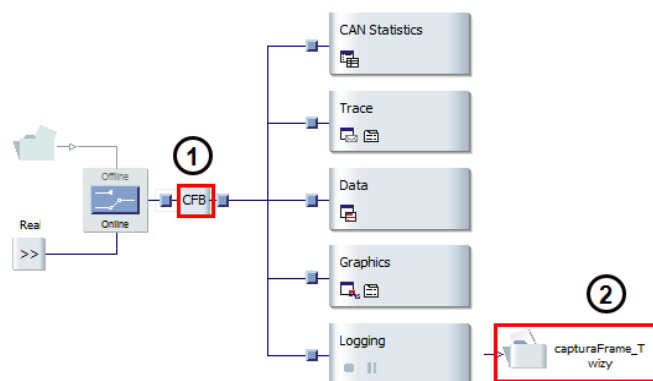 CAN Statistics
Trace
1
Offline
CFB
Online
Real
>>
Data
Graphics
2
Logging
capturaFrame_T
wizy